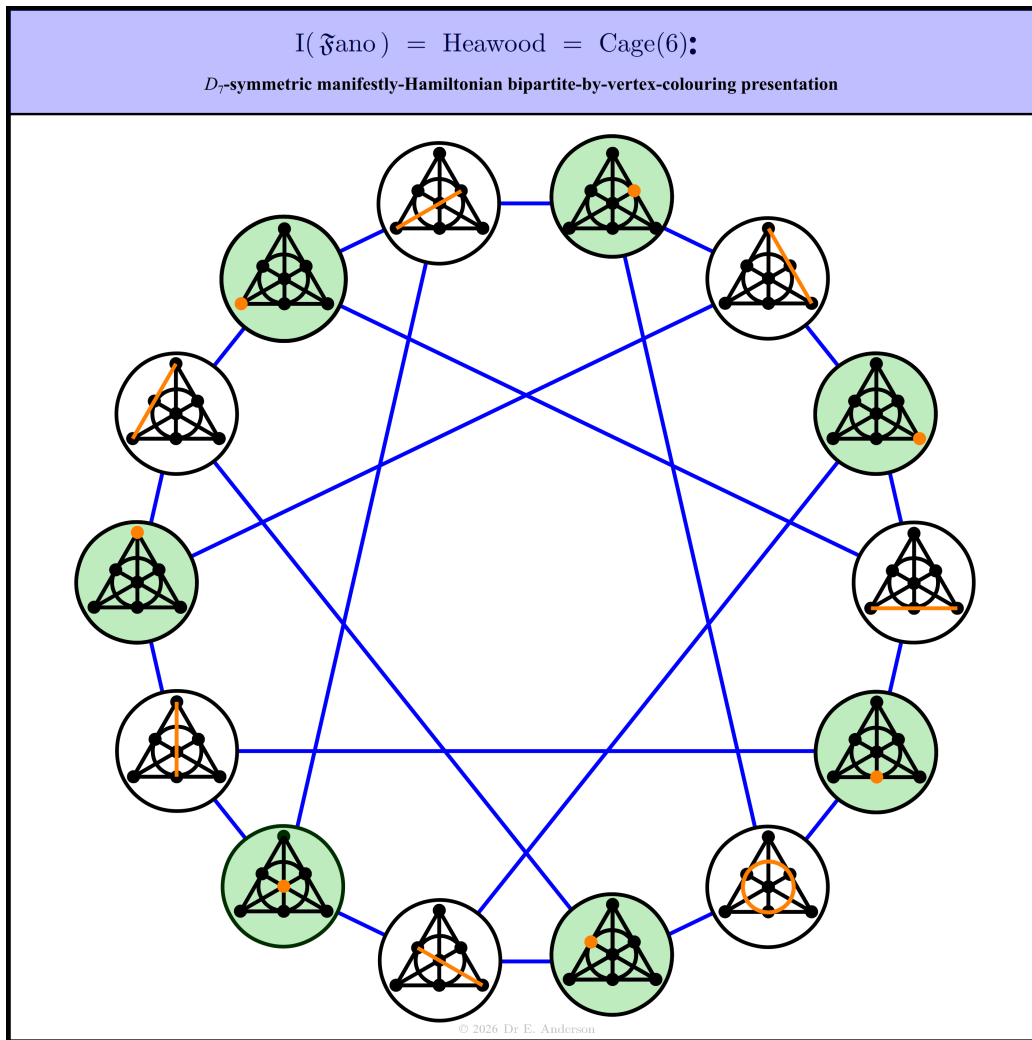 I( 𝕱ano ) = Heawood = Cage(6):
D₇-symmetric manifestly-Hamiltonian bipartite-by-vertex-colouring presentation
© 2026 Dr E. Anderson